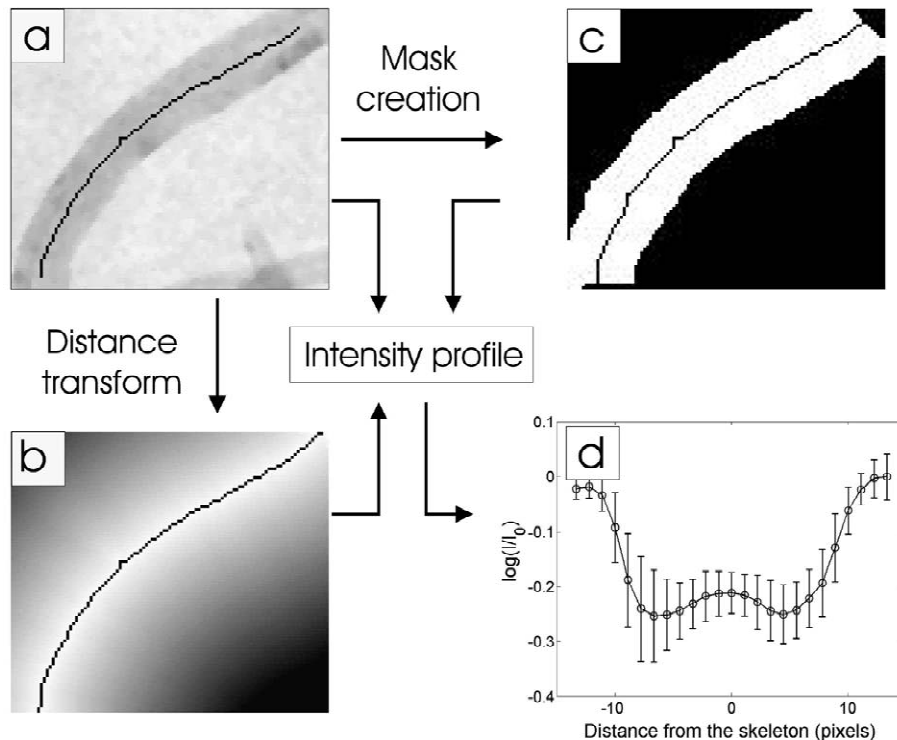 a
Mask
creation
c
Distance
transform
Intensity profile
b
d
0.1
0
-0.1
-0.2
-0.3
-0.4
log(I/I0)
-10 0 10
Distance from the skeleton (pixels)